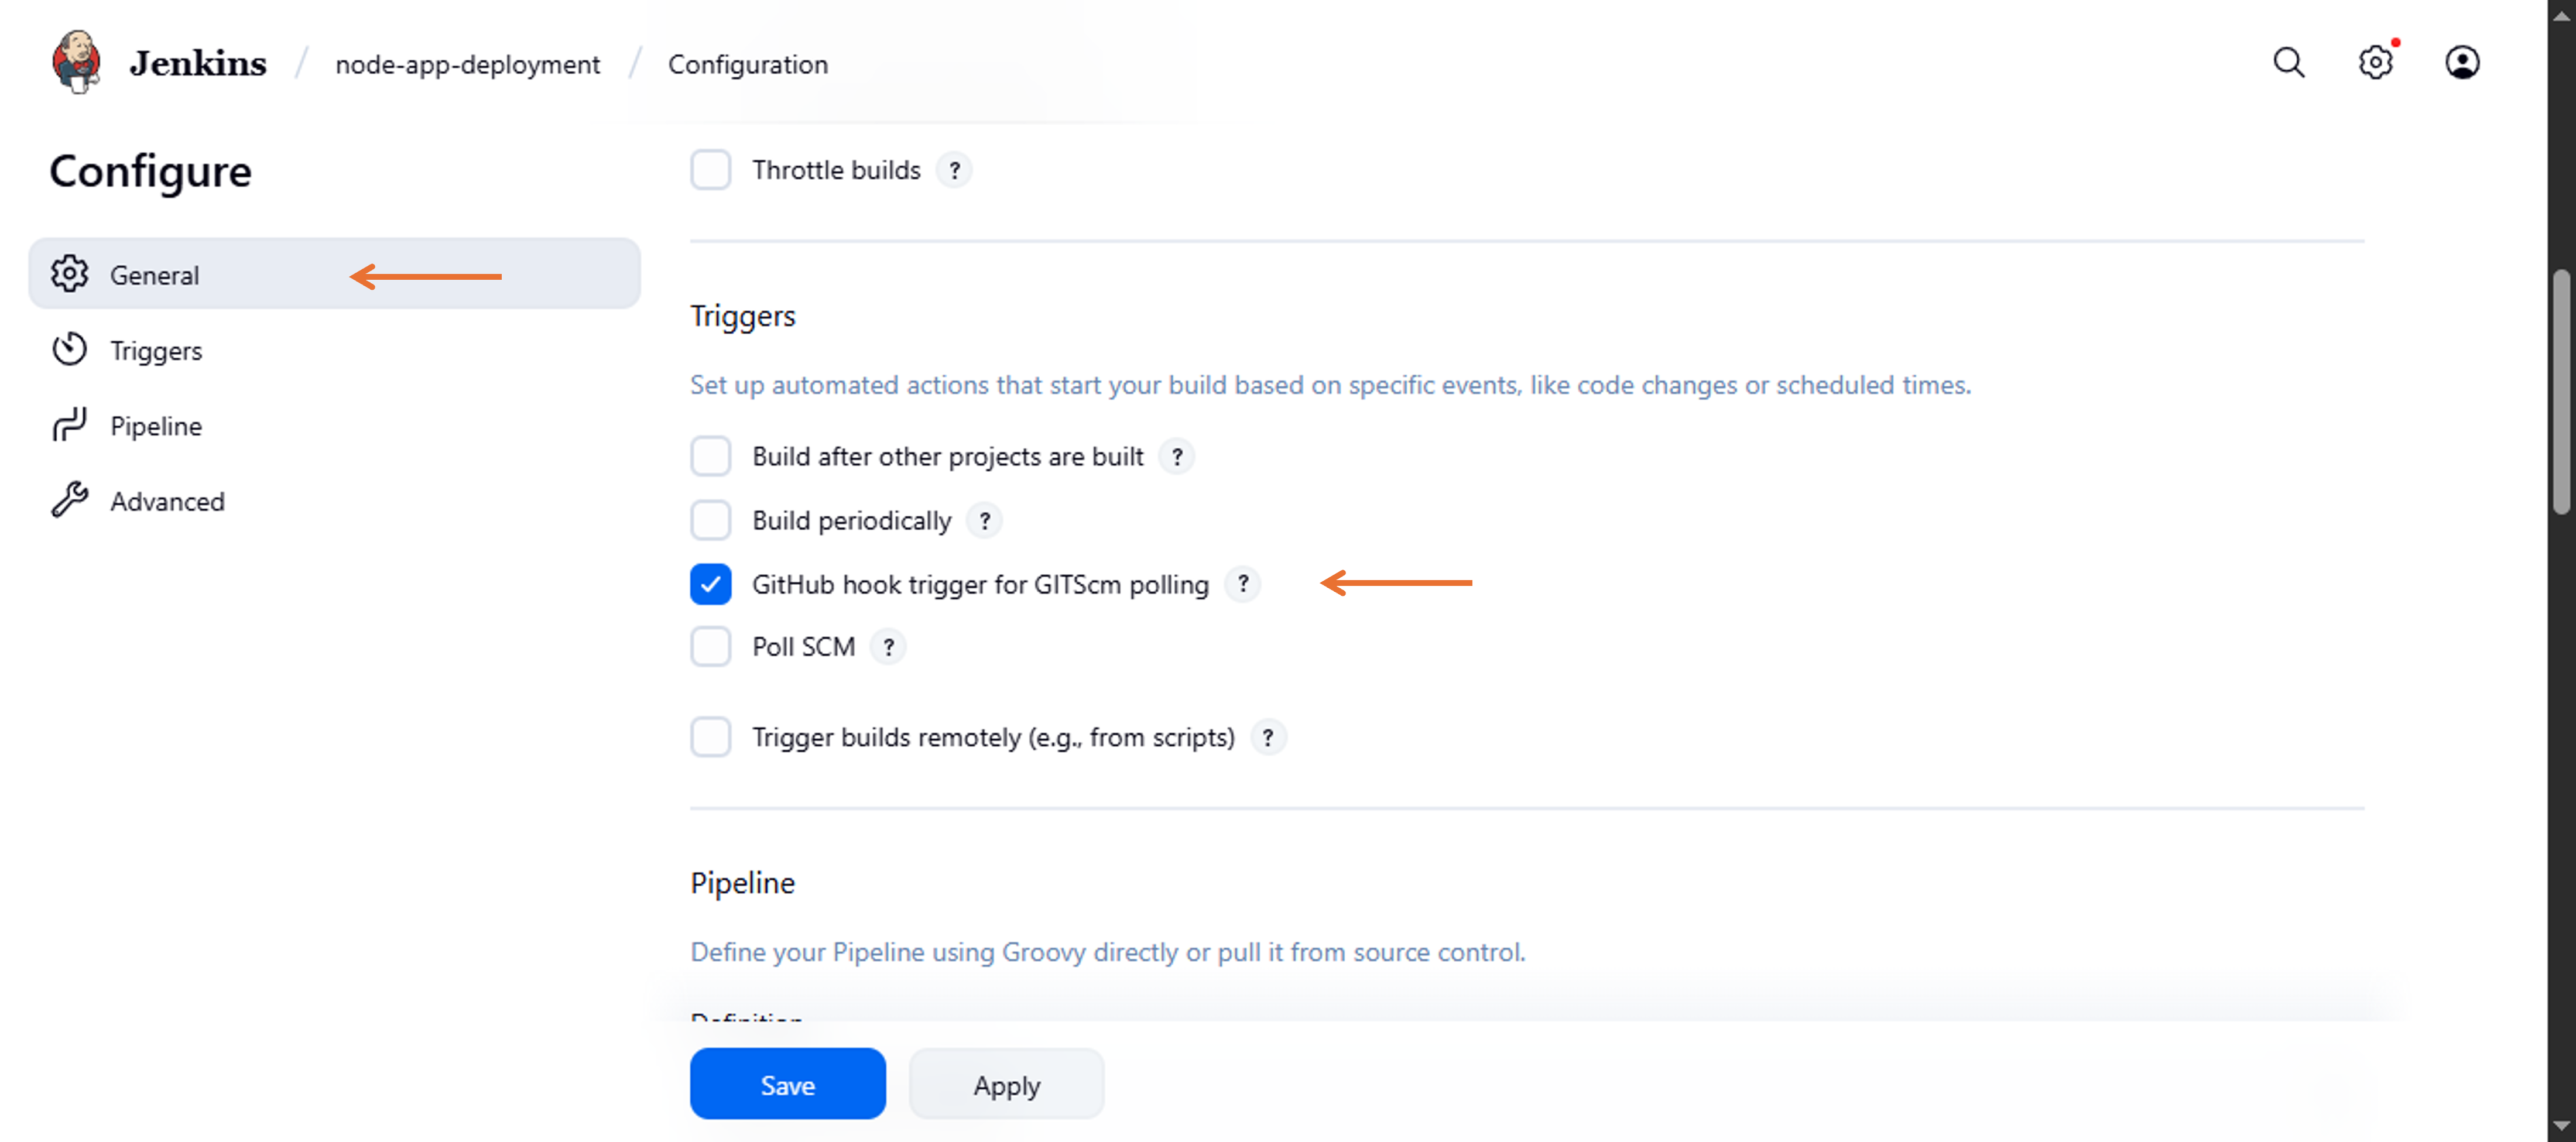 Jenkins / node-app-deployment / Configuration
Configure
General
Triggers
Pipeline
Advanced
Throttle builds ?
Triggers
Set up automated actions that start your build based on specific events, like code changes or scheduled times.
Build after other projects are built ?
Build periodically ?
GitHub hook trigger for GITScm polling ?
Poll SCM ?
Trigger builds remotely (e.g., from scripts) ?
Pipeline
Define your Pipeline using Groovy directly or pull it from source control.
Definition
Save
Apply